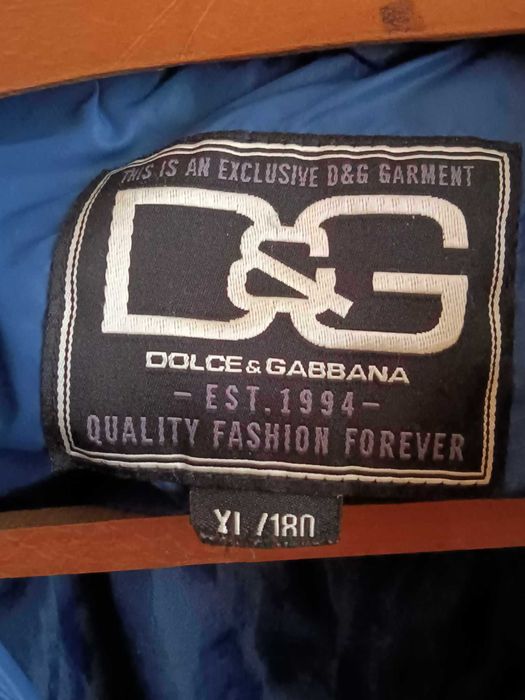 THIS IS AN EXCLUSIVE D&G GARMENT
D&G
DOLCE & GABBANA
- EST. 1994 -
QUALITY FASHION FOREVER
XL /180